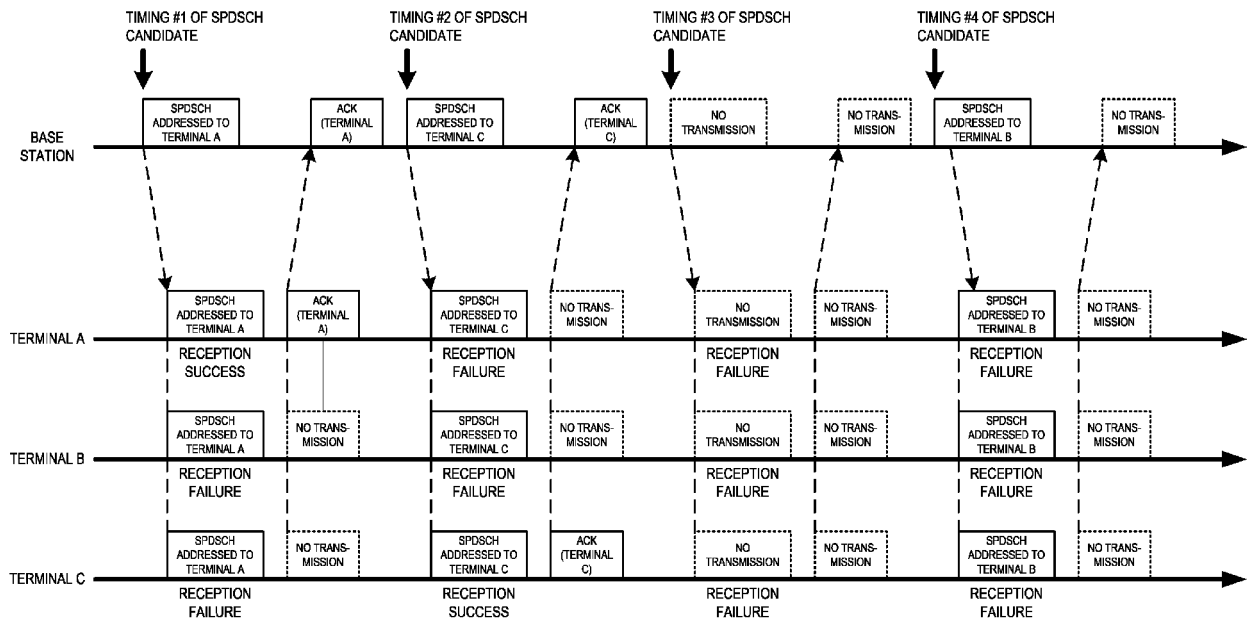 TIMING #1 OF SPDSCH
CANDIDATE
TIMING #2 OF SPDSCH
CANDIDATE
TIMING #3 OF SPDSCH
CANDIDATE
TIMING #4 OF SPDSCH
CANDIDATE
BASE
STATION
SPDSCH
ADDRESSED TO
TERMINAL A
ACK
(TERMINAL
A)
SPDSCH
ADDRESSED TO
TERMINAL C
ACK
(TERMINAL
C)
NO
TRANSMISSION
NO TRANS-
MISSION
SPDSCH
ADDRESSED TO
TERMINAL B
NO TRANS-
MISSION
TERMINAL A
SPDSCH
ADDRESSED TO
TERMINAL A
RECEPTION
SUCCESS
ACK
(TERMINAL
A)
SPDSCH
ADDRESSED TO
TERMINAL C
RECEPTION
FAILURE
NO TRANS-
MISSION
NO
TRANSMISSION
RECEPTION
FAILURE
NO TRANS-
MISSION
SPDSCH
ADDRESSED TO
TERMINAL B
RECEPTION
FAILURE
NO TRANS-
MISSION
TERMINAL B
SPDSCH
ADDRESSED TO
TERMINAL A
RECEPTION
FAILURE
NO TRANS-
MISSION
SPDSCH
ADDRESSED TO
TERMINAL C
RECEPTION
FAILURE
NO TRANS-
MISSION
NO
TRANSMISSION
RECEPTION
FAILURE
NO TRANS-
MISSION
SPDSCH
ADDRESSED TO
TERMINAL B
RECEPTION
FAILURE
NO TRANS-
MISSION
TERMINAL C
SPDSCH
ADDRESSED TO
TERMINAL A
RECEPTION
FAILURE
NO TRANS-
MISSION
SPDSCH
ADDRESSED TO
TERMINAL C
RECEPTION
SUCCESS
ACK
(TERMINAL
C)
NO
TRANSMISSION
RECEPTION
FAILURE
NO TRANS-
MISSION
SPDSCH
ADDRESSED TO
TERMINAL B
RECEPTION
FAILURE
NO TRANS-
MISSION